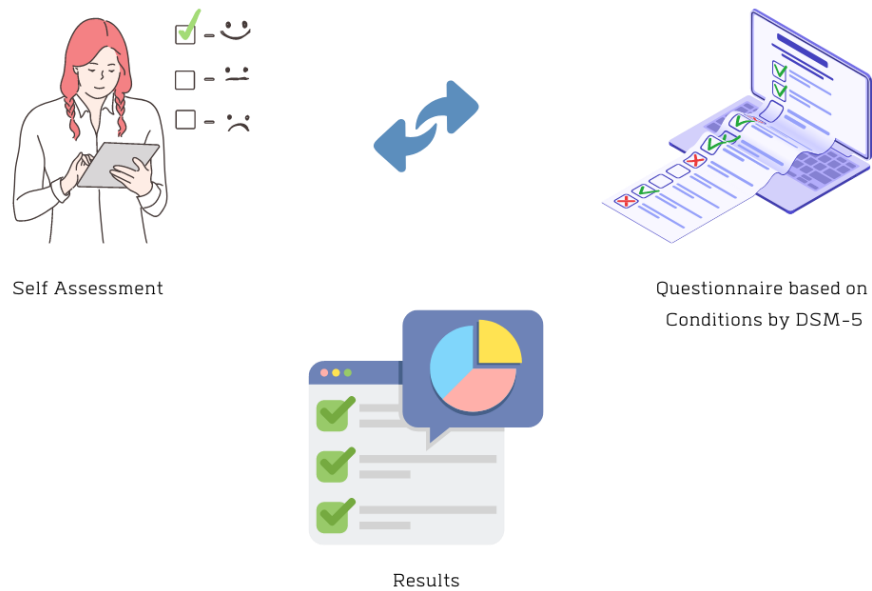 Self Assessment
Questionnaire based on
Conditions by DSM-5
Results